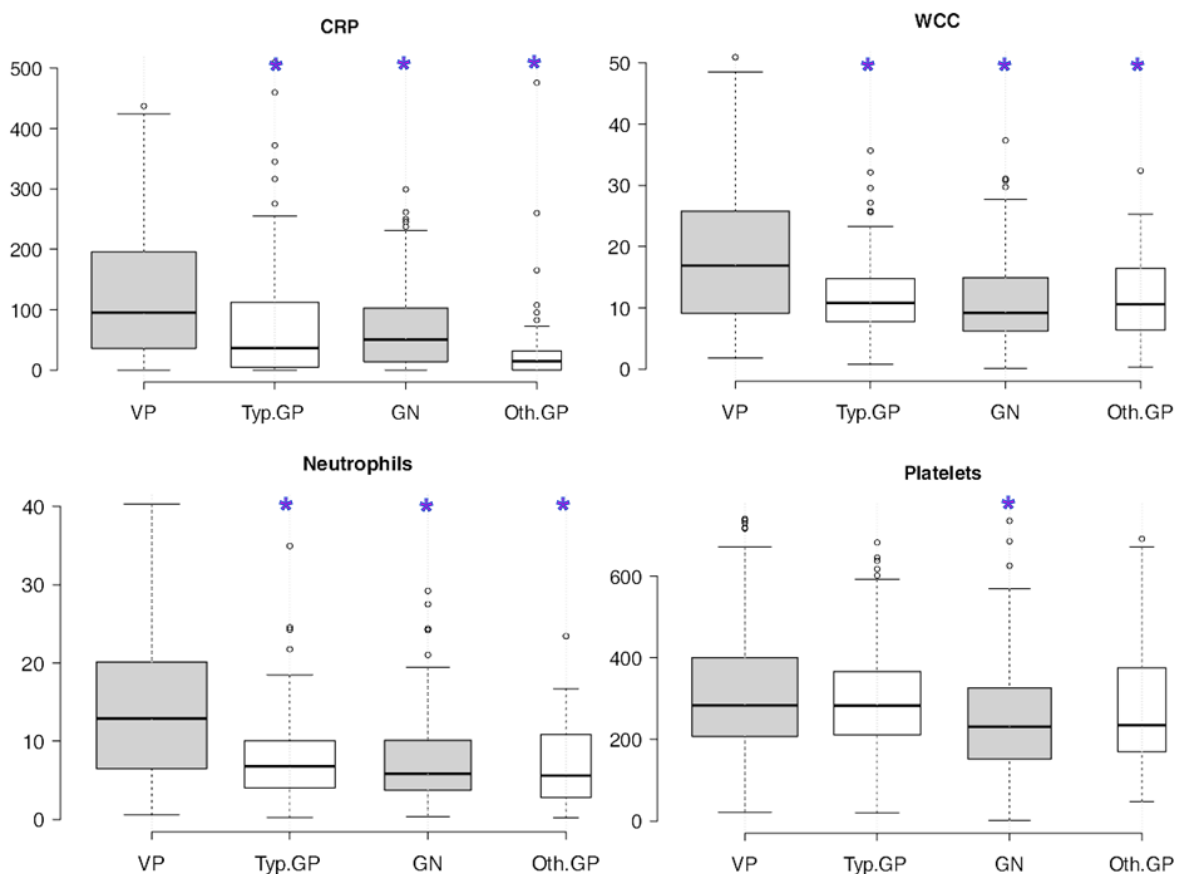 CRP
500
400
300
200
100
0
* * *
VP Typ.GP GN Oth.GP
WCC
50
40
30
20
10
0
* * *
VP Typ.GP GN Oth.GP
Neutrophils
40
30
20
10
0
* * *
VP Typ.GP GN Oth.GP
Platelets
*
600
400
200
0
VP Typ.GP GN Oth.GP